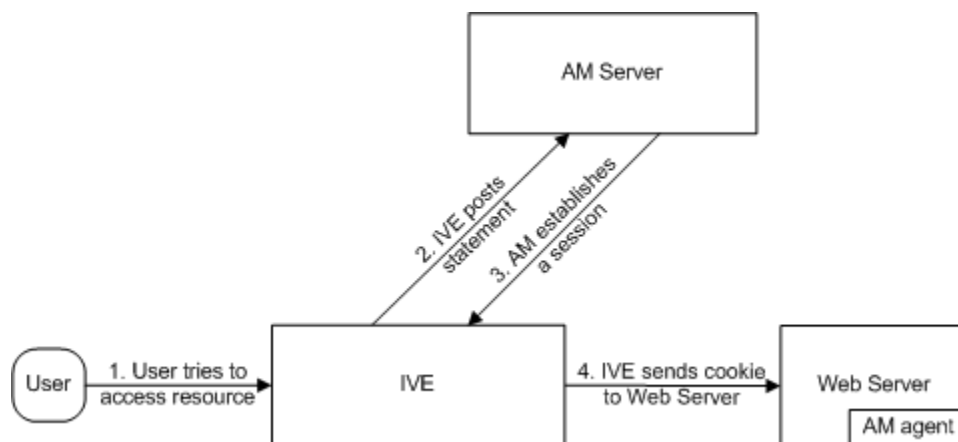 AM Server
2. IVE posts
statement
3. AM establishes
a session
User
1. User tries to
access resource
IVE
4. IVE sends cookie
to Web Server
Web Server
AM agent